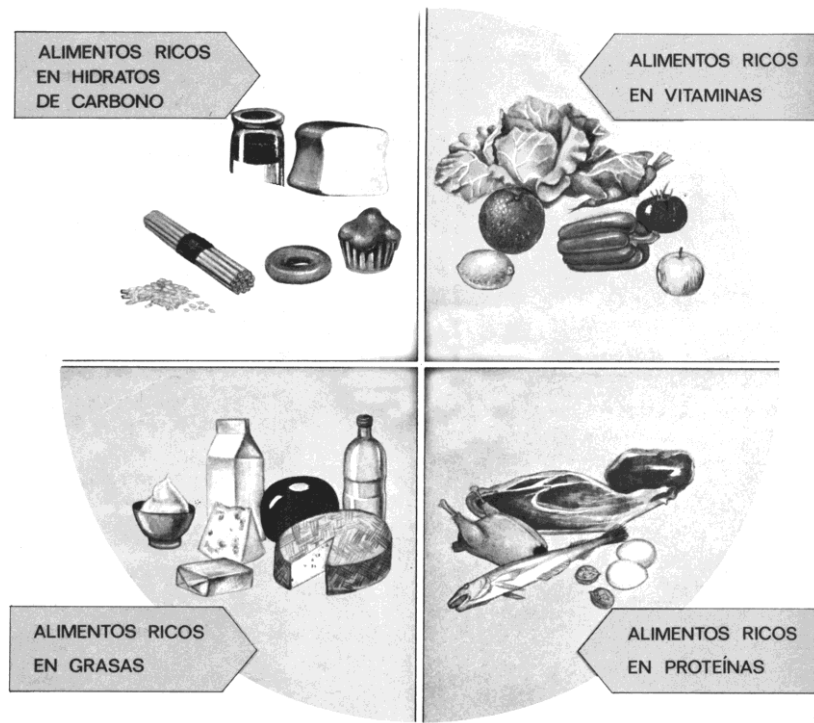 ALIMENTOS RICOS
EN HIDRATOS
DE CARBONO
ALIMENTOS RICOS
EN VITAMINAS
ALIMENTOS RICOS
EN GRASAS
ALIMENTOS RICOS
EN PROTEÍNAS